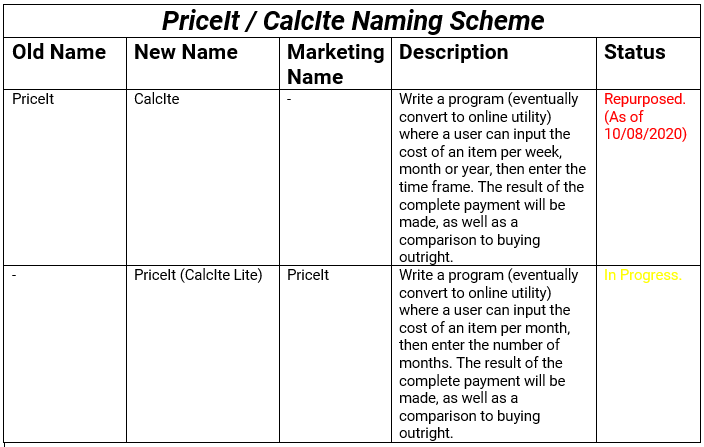 PriceIt / CalcIte Naming Scheme
Old Name
New Name
Marketing
Name
Description
Status
PriceIt
CalcIte
-
Write a program (eventually
convert to online utility)
where a user can input the
cost of an item per week,
month or year, then enter the
time frame. The result of the
complete payment will be
made, as well as a
comparison to buying
outright.
Repurposed.
(As of
10/08/2020)
-
PriceIt (CalcIte Lite)
PriceIt
Write a program (eventually
convert to online utility)
where a user can input the
cost of an item per month,
then enter the number of
months. The result of the
complete payment will be
made, as well as a
comparison to buying
outright.
In Progress.